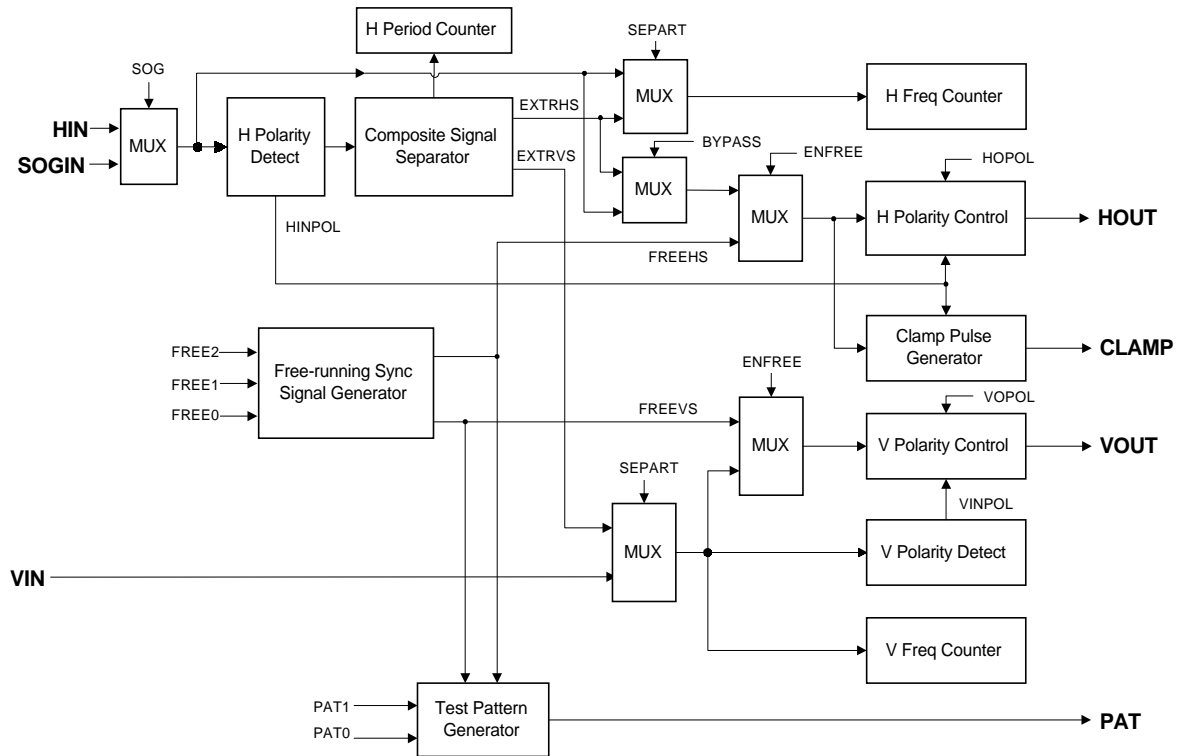 H Period Counter
SEPART
SOG
MUX
H Freq Counter
EXTRHS
HIN
MUX
H Polarity
Detect
Composite Signal
Separator
SOGIN
EXTRVS
BYPASS
ENFREE
HOPOL
MUX
MUX
H Polarity Control
HOUT
HINPOL
FREEHS
FREE2
FREE1
FREE0
Free-running Sync
Signal Generator
Clamp Pulse
Generator
CLAMP
ENFREE
VOPOL
FREEVS
MUX
V Polarity Control
VOUT
SEPART
VINPOL
MUX
V Polarity Detect
VIN
V Freq Counter
PAT1
PAT0
Test Pattern
Generator
PAT